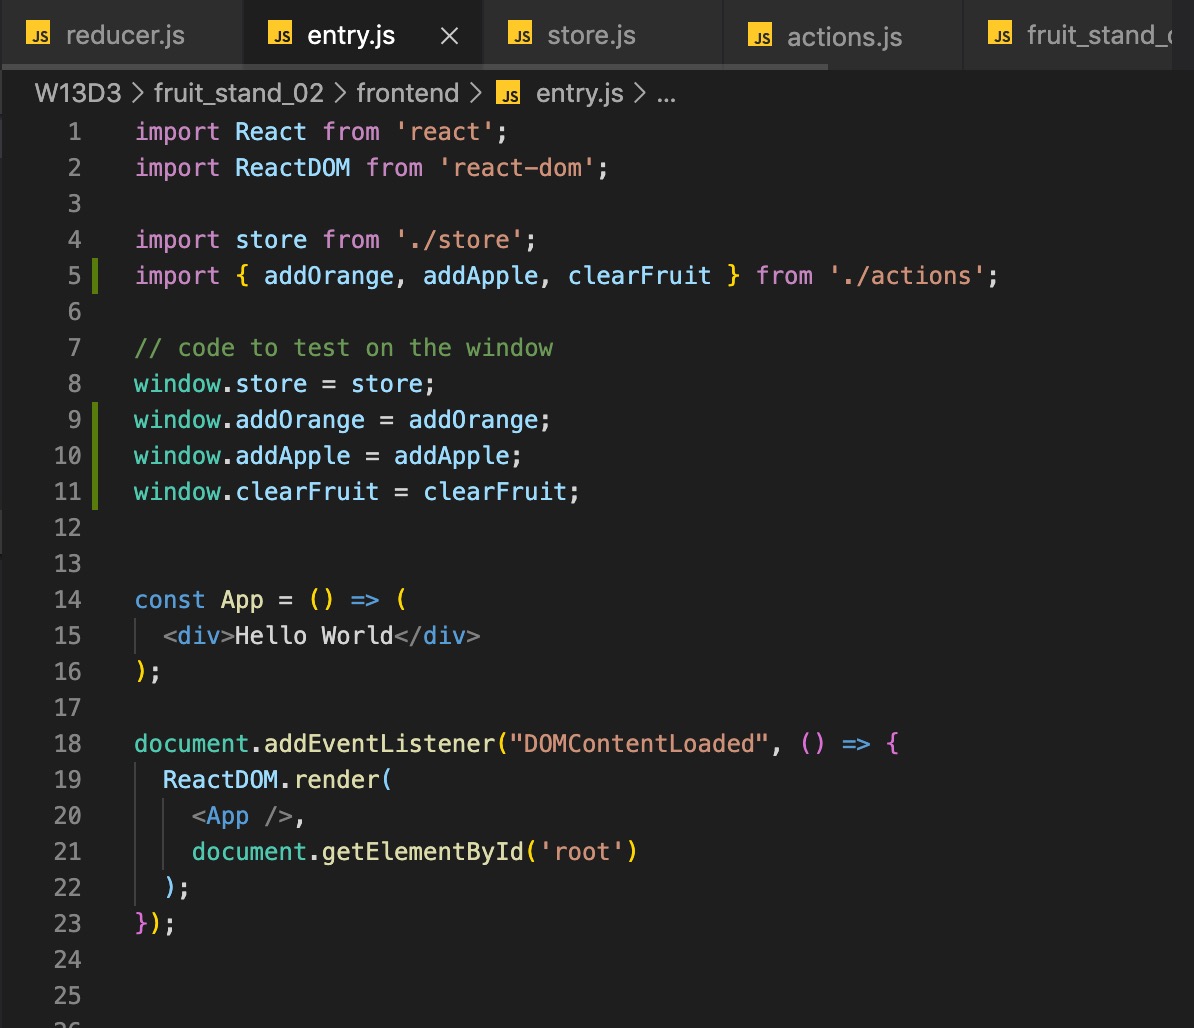 JS reducer.js JS entry.js × JS store.js JS actions.js JS fruit_stand_
W13D3 > fruit_stand_02 > frontend > JS entry.js > ...
1 import React from 'react';
2 import ReactDOM from 'react-dom';
3
4 import store from './store';
5 import { addOrange, addApple, clearFruit } from './actions';
6
7 // code to test on the window
8 window.store = store;
9 window.addOrange = addOrange;
10 window.addApple = addApple;
11 window.clearFruit = clearFruit;
12
13
14 const App = () => (
15 <div>Hello World</div>
16 );
17
18 document.addEventListener("DOMContentLoaded", () => {
19 ReactDOM.render(
20 <App />,
21 document.getElementById('root')
22 );
23 });
24
25